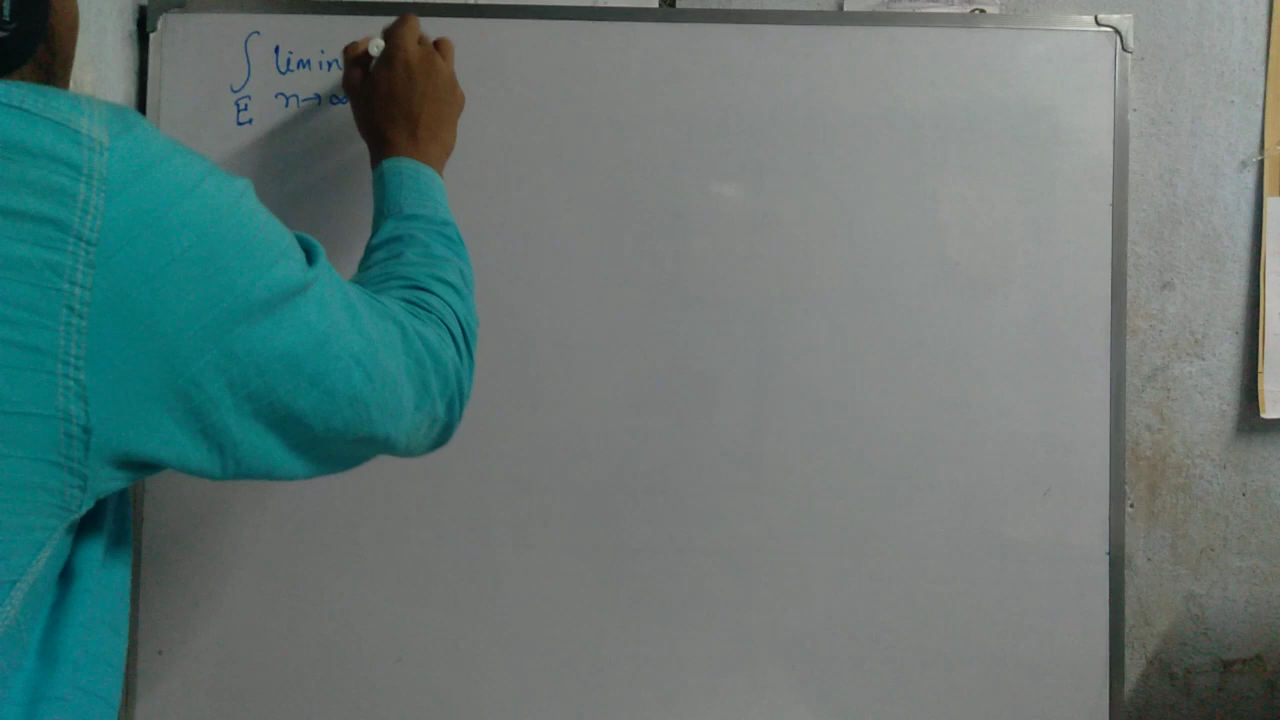 ∫ lim in
E n→∞